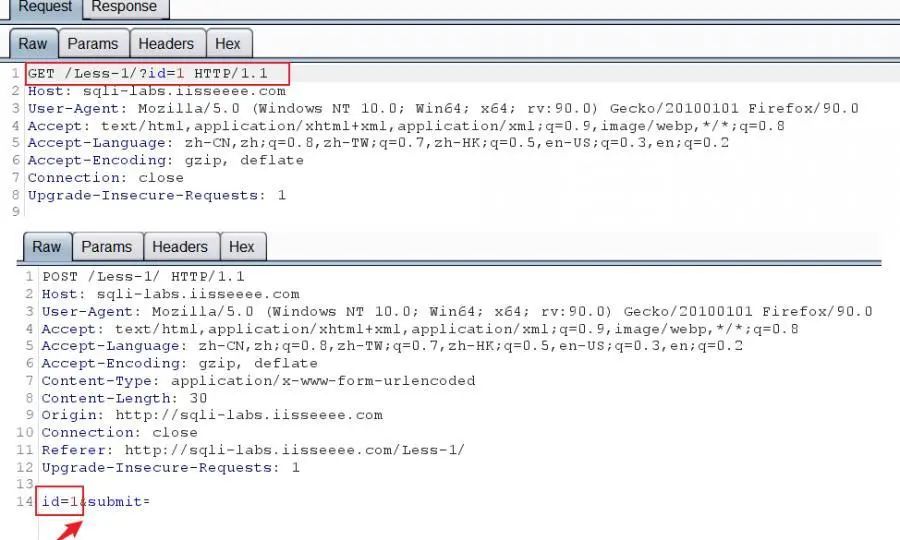 Request Response
Raw Params Headers Hex
1 GET /Less-1/?id=1 HTTP/1.1
2 Host: sqli-labs.iisseeee.com
3 User-Agent: Mozilla/5.0 (Windows NT 10.0; Win64; x64; rv:90.0) Gecko/20100101 Firefox/90.0
4 Accept: text/html,application/xhtml+xml,application/xml;q=0.9,image/webp,*/*;q=0.8
5 Accept-Language: zh-CN,zh;q=0.8,zh-TW;q=0.7,zh-HK;q=0.5,en-US;q=0.3,en;q=0.2
6 Accept-Encoding: gzip, deflate
7 Connection: close
8 Upgrade-Insecure-Requests: 1
9
Raw Params Headers Hex
1 POST /Less-1/ HTTP/1.1
2 Host: sqli-labs.iisseeee.com
3 User-Agent: Mozilla/5.0 (Windows NT 10.0; Win64; x64; rv:90.0) Gecko/20100101 Firefox/90.0
4 Accept: text/html,application/xhtml+xml,application/xml;q=0.9,image/webp,*/*;q=0.8
5 Accept-Language: zh-CN,zh;q=0.8,zh-TW;q=0.7,zh-HK;q=0.5,en-US;q=0.3,en;q=0.2
6 Accept-Encoding: gzip, deflate
7 Content-Type: application/x-www-form-urlencoded
8 Content-Length: 30
9 Origin: http://sqli-labs.iisseeee.com
10 Connection: close
11 Referer: http://sqli-labs.iisseeee.com/Less-1/
12 Upgrade-Insecure-Requests: 1
13
14 id=1&submit=